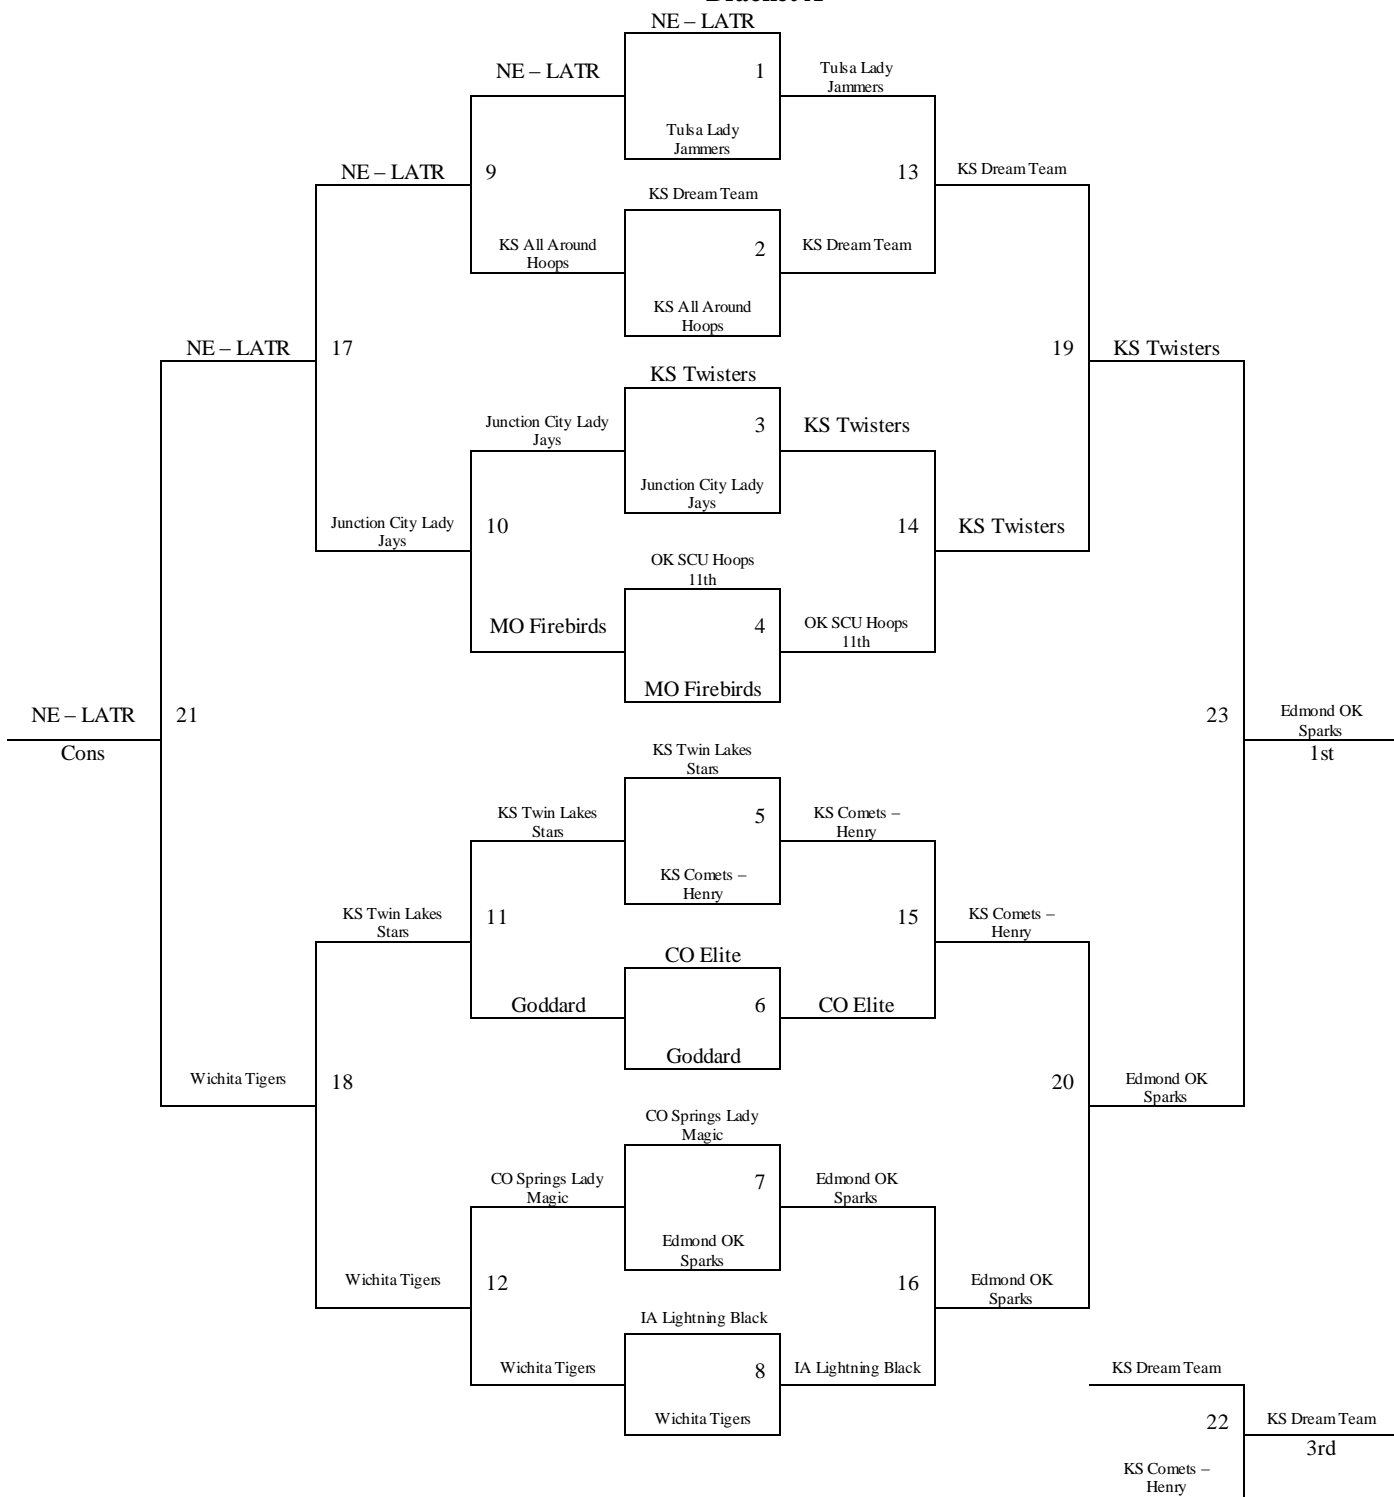 NE – LATR
NE – LATR
1
Tulsa Lady
Jammers
Tulsa Lady
Jammers
NE – LATR
9
13
KS Dream Team
KS Dream Team
KS All Around
Hoops
2
KS Dream Team
KS All Around
Hoops
NE – LATR
17
19
KS Twisters
KS Twisters
Junction City Lady
Jays
3
KS Twisters
Junction City Lady
Jays
Junction City Lady
Jays
10
14
KS Twisters
OK SCU Hoops
11th
MO Firebirds
4
OK SCU Hoops
11th
MO Firebirds
NE – LATR
21
23
Edmond OK
Sparks
Cons
1st
KS Twin Lakes
Stars
KS Twin Lakes
Stars
5
KS Comets –
Henry
KS Comets –
Henry
KS Twin Lakes
Stars
11
15
KS Comets –
Henry
CO Elite
Goddard
6
CO Elite
Goddard
Wichita Tigers
18
20
Edmond OK
Sparks
CO Springs Lady
Magic
CO Springs Lady
Magic
7
Edmond OK
Sparks
Edmond OK
Sparks
Wichita Tigers
12
16
Edmond OK
Sparks
IA Lightning Black
Wichita Tigers
8
IA Lightning Black
Wichita Tigers
KS Dream Team
22
KS Dream Team
3rd
KS Comets –
Henry